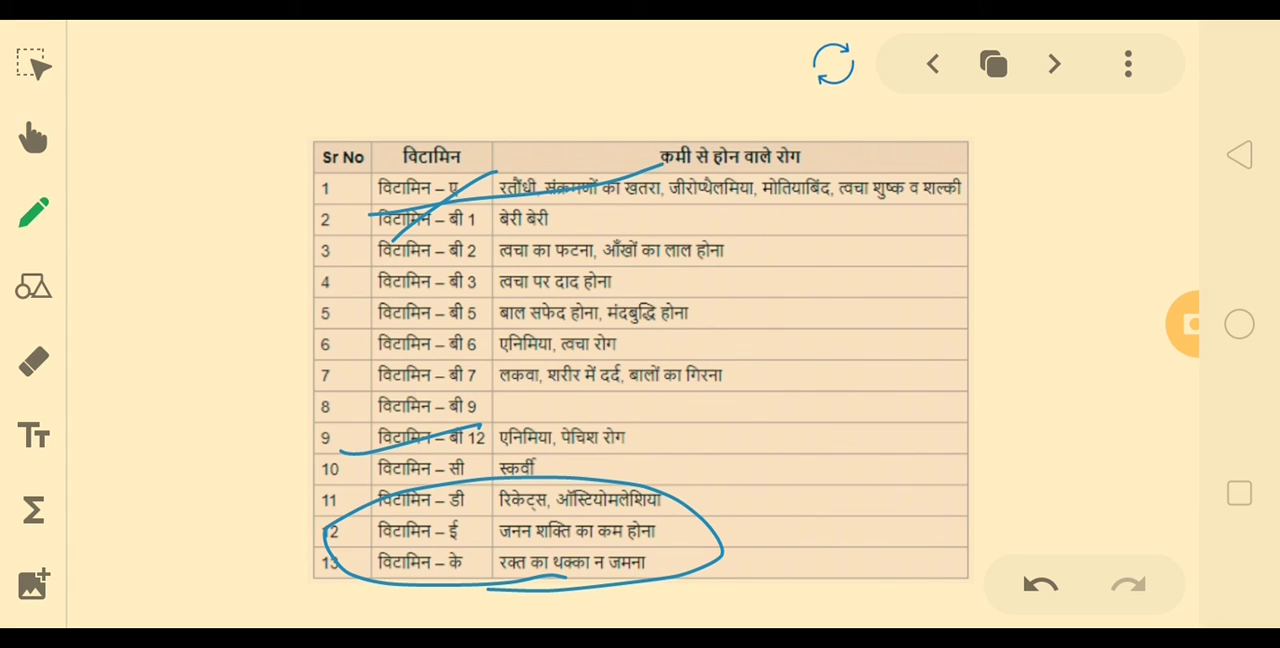 Sr No विटामिन कमी से होन वाले रोग
1 विटामिन – ए रतौंधी, संक्रमणों का खतरा, जीरोप्थैलमिया, मोतियाबिंद, त्वचा शुष्क व शल्की
2 विटामिन – बी 1 बेरी बेरी
3 विटामिन – बी 2 त्वचा का फटना, आँखों का लाल होना
4 विटामिन – बी 3 त्वचा पर दाद होना
5 विटामिन – बी 5 बाल सफेद होना, मंदबुद्धि होना
6 विटामिन – बी 6 एनिमिया, त्वचा रोग
7 विटामिन – बी 7 लकवा, शरीर में दर्द, बालों का गिरना
8 विटामिन – बी 9
9 विटामिन – बी 12 एनिमिया, पेचिश रोग
10 विटामिन – सी स्कर्वी
11 विटामिन – डी रिकेट्स, ऑस्टियोमलेशिया
12 विटामिन – ई जनन शक्ति का कम होना
13 विटामिन – के रक्त का थक्का न जमना
Tт